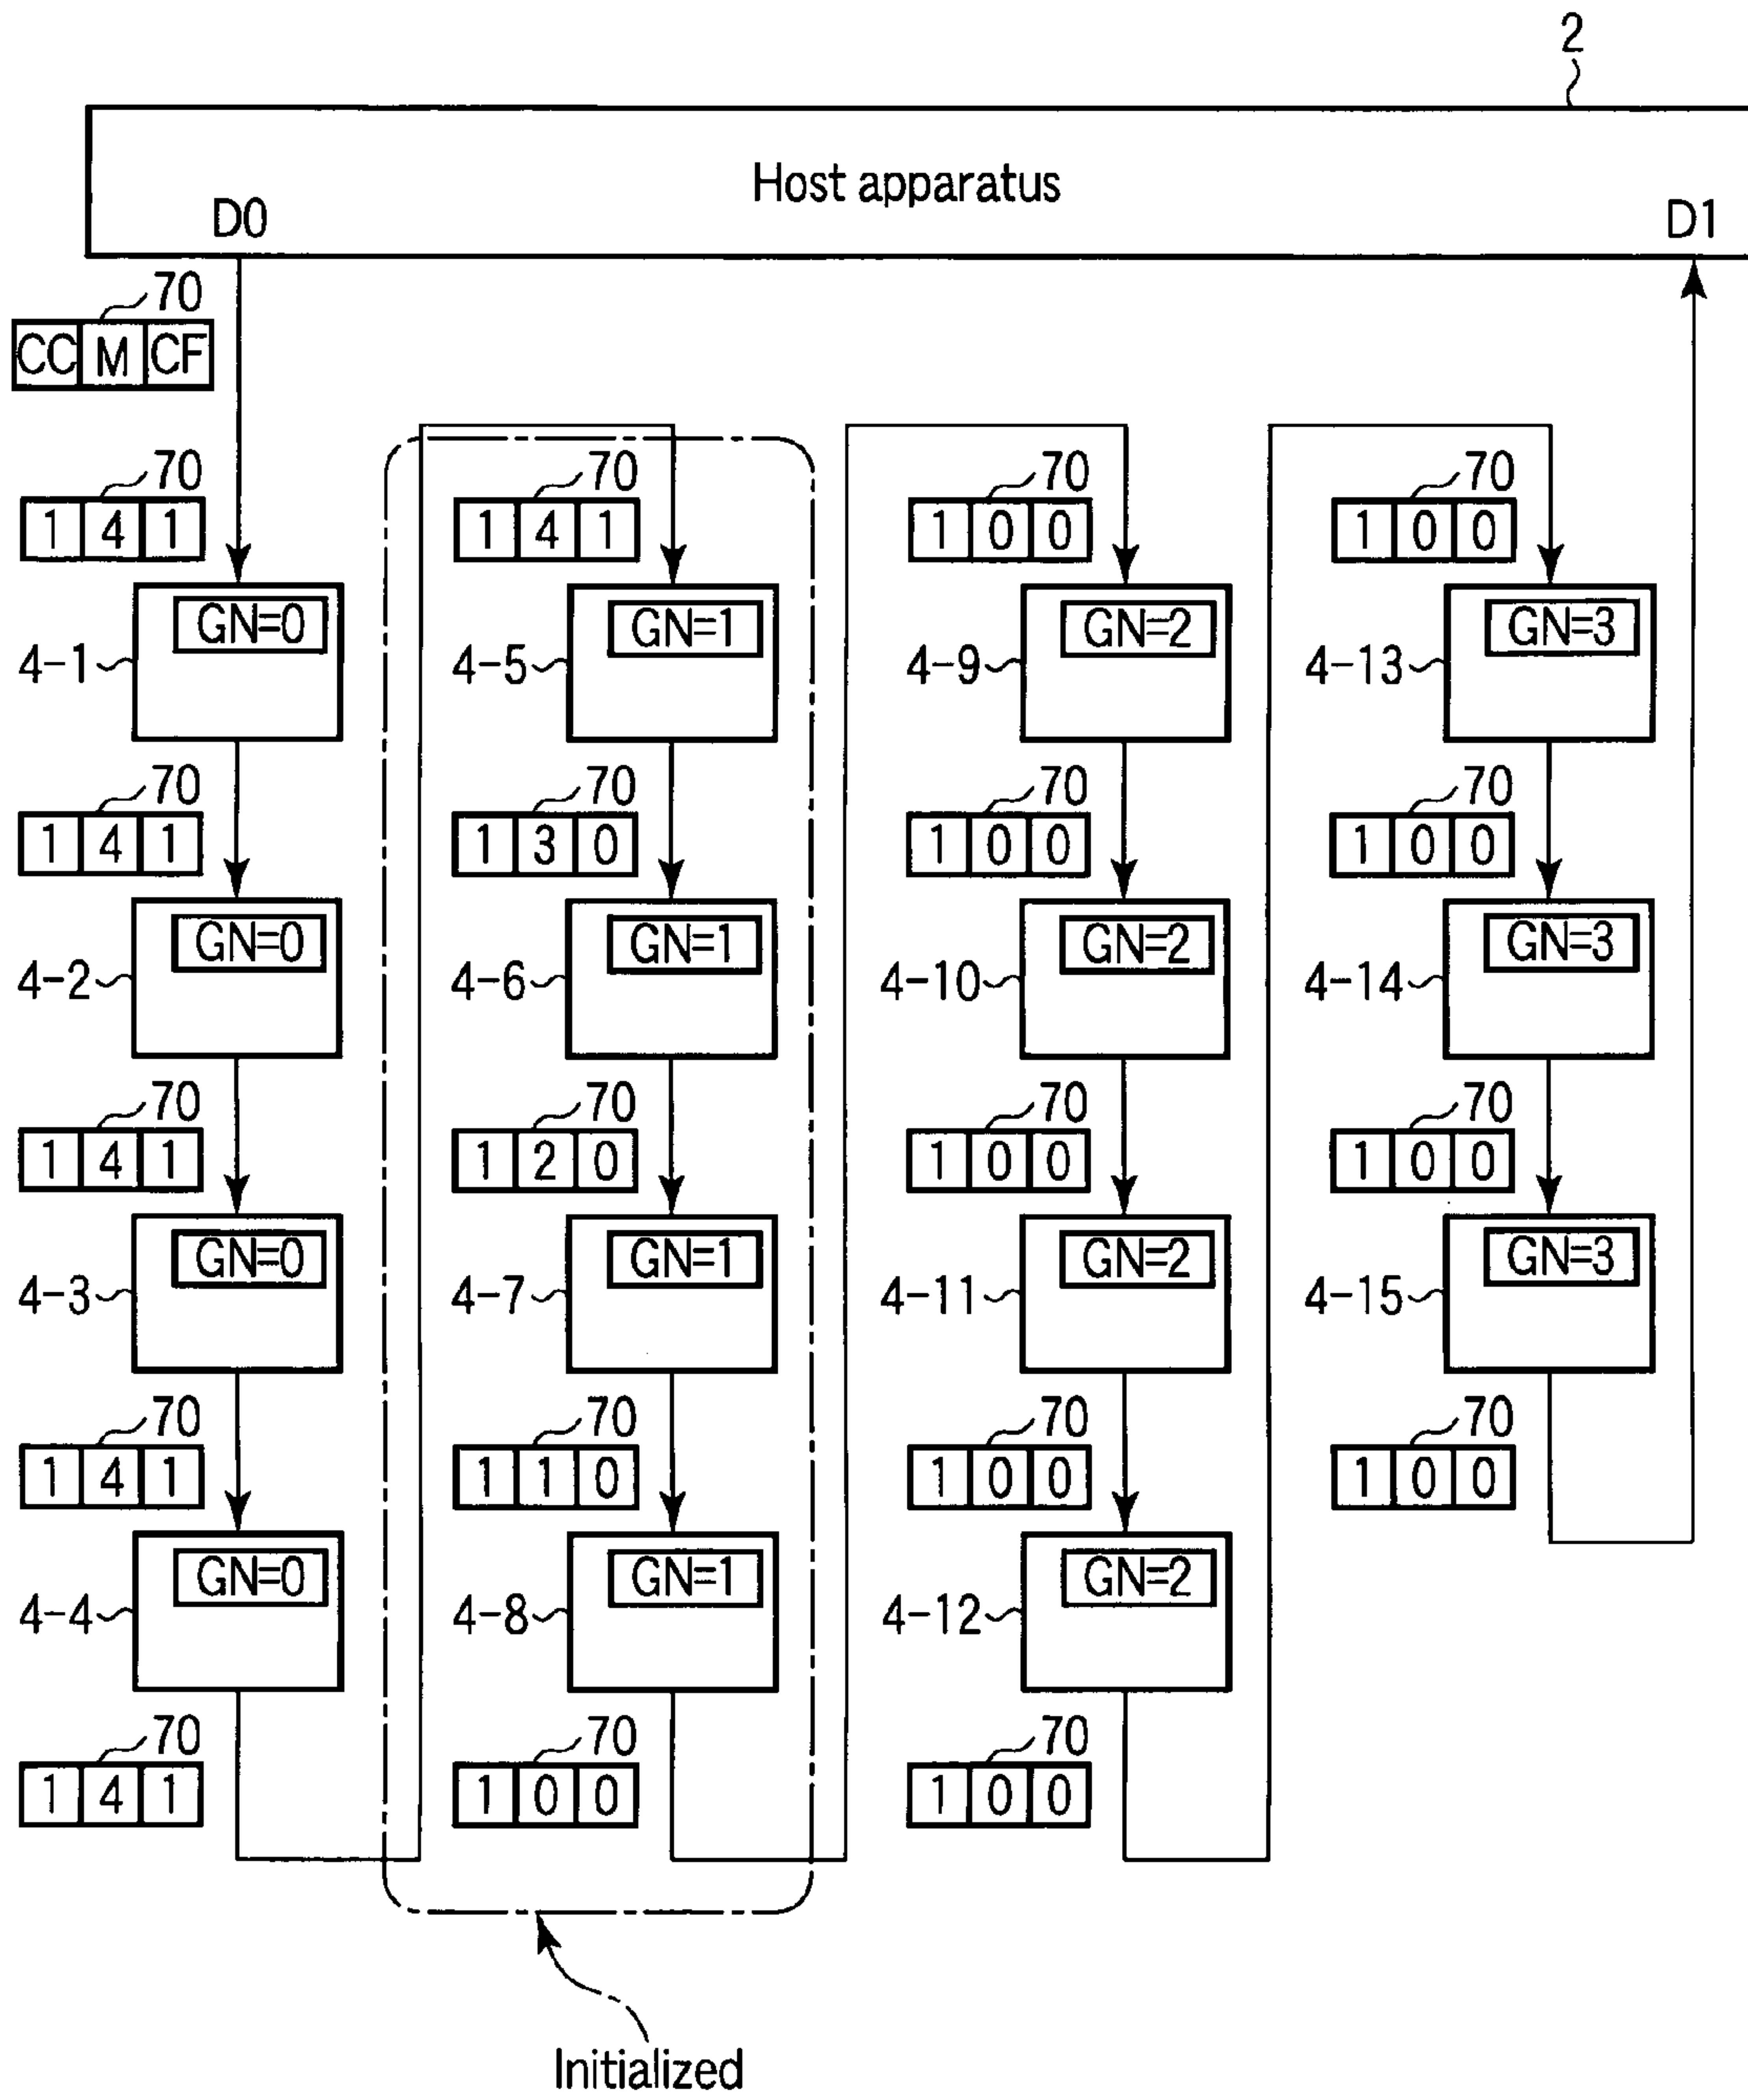 2
Host apparatus
D0 D1
70
CC M CF
70 70 70 70
1 4 1 1 4 1 1 0 0 1 0 0
GN=0 GN=1 GN=2 GN=3
4-1 4-5 4-9 4-13
70 70 70 70
1 4 1 1 3 0 1 0 0 1 0 0
GN=0 GN=1 GN=2 GN=3
4-2 4-6 4-10 4-14
70 70 70 70
1 4 1 1 2 0 1 0 0 1 0 0
GN=0 GN=1 GN=2 GN=3
4-3 4-7 4-11 4-15
70 70 70 70
1 4 1 1 1 0 1 0 0 1 0 0
GN=0 GN=1 GN=2
4-4 4-8 4-12
70 70 70
1 4 1 1 0 0 1 0 0
Initialized